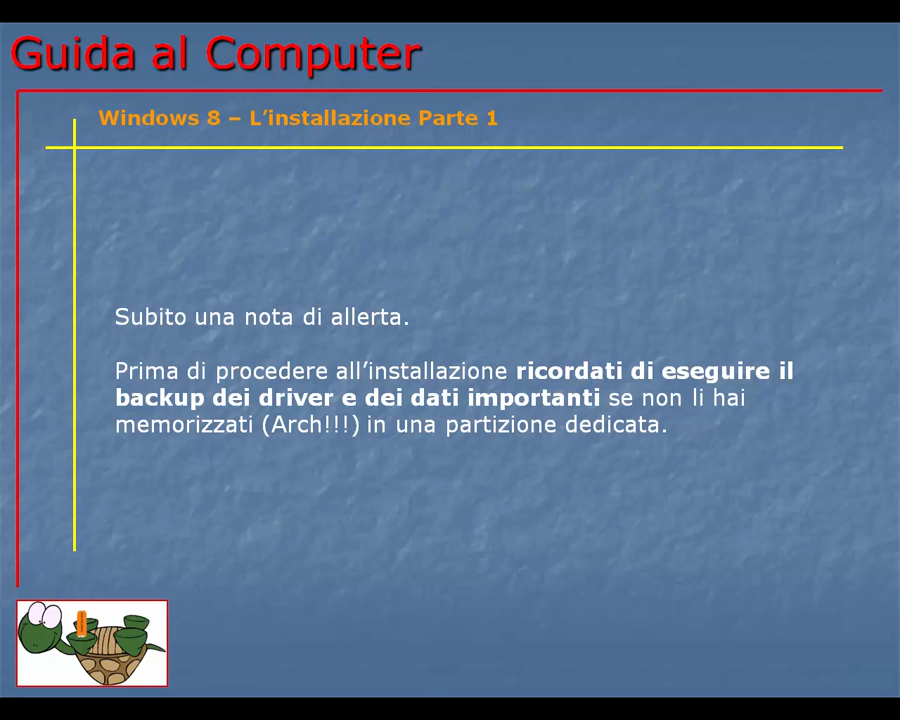 Guida al Computer
Windows 8 – L’installazione Parte 1
Subito una nota di allerta.
Prima di procedere all’installazione ricordati di eseguire il
backup dei driver e dei dati importanti se non li hai
memorizzati (Arch!!!) in una partizione dedicata.